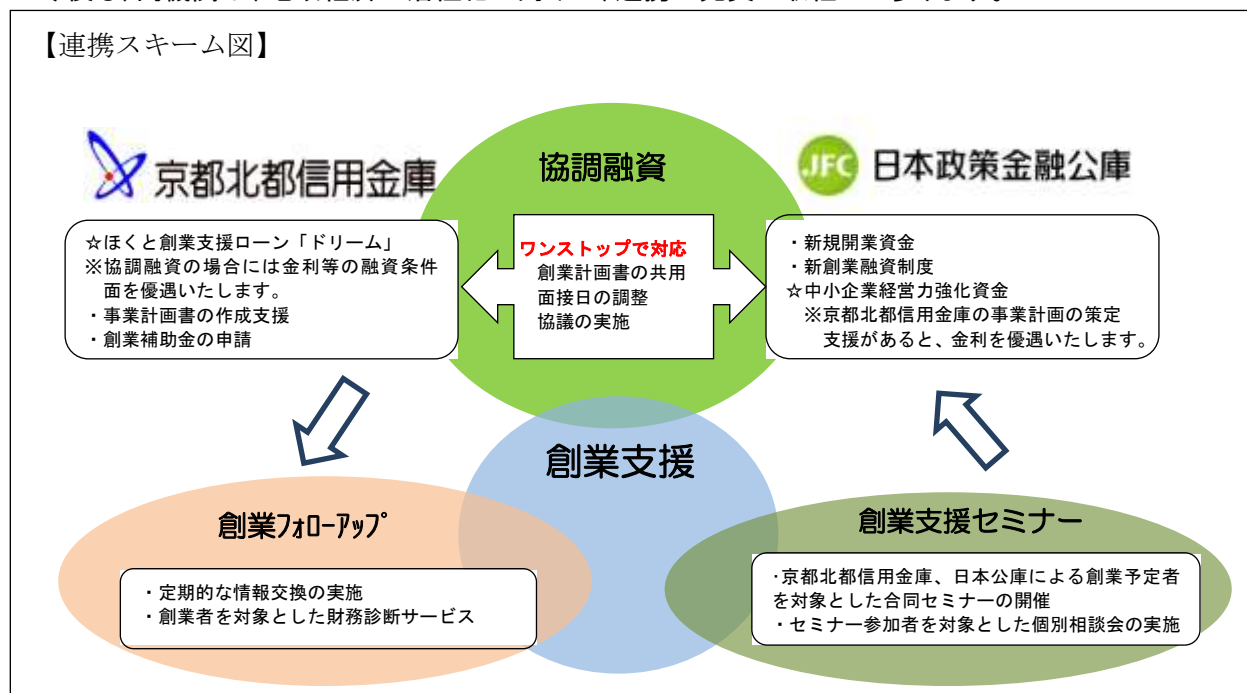 【連携スキーム図】
京都北都信用金庫
協調融資
JFC 日本政策金融公庫
☆ほくと創業支援ローン「ドリーム」
※協調融資の場合には金利等の融資条件
面を優遇いたします。
・事業計画書の作成支援
・創業補助金の申請
ワンストップで対応
創業計画書の共用
面接日の調整
協議の実施
・新規開業資金
・新創業融資制度
☆中小企業経営力強化資金
※京都北都信用金庫の事業計画の策定
支援があると、金利を優遇いたします。
創業支援
創業ﾌｫﾛｰｱｯﾌﾟ
・定期的な情報交換の実施
・創業者を対象とした財務診断サービス
創業支援セミナー
・京都北都信用金庫、日本公庫による創業予定者
を対象とした合同セミナーの開催
・セミナー参加者を対象とした個別相談会の実施